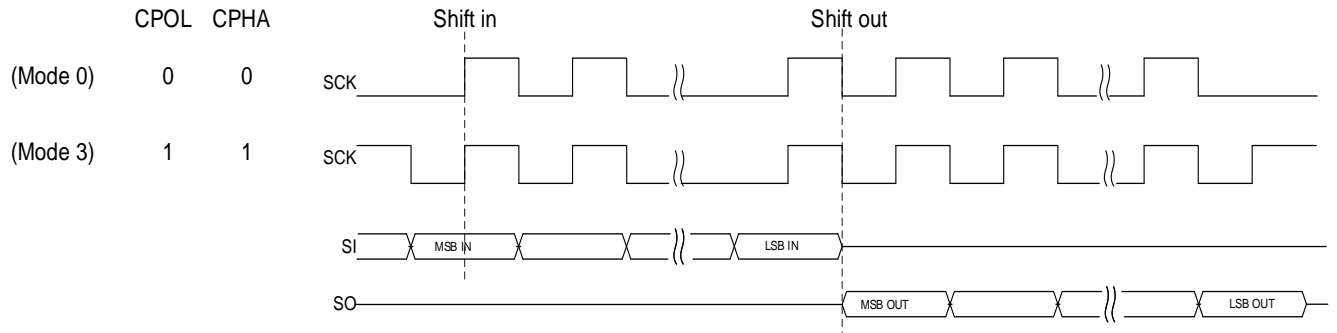 CPOL CPHA Shift in Shift out
(Mode 0) 0 0 SCK
(Mode 3) 1 1 SCK
SI MSB IN LSB IN
SO MSB OUT LSB OUT